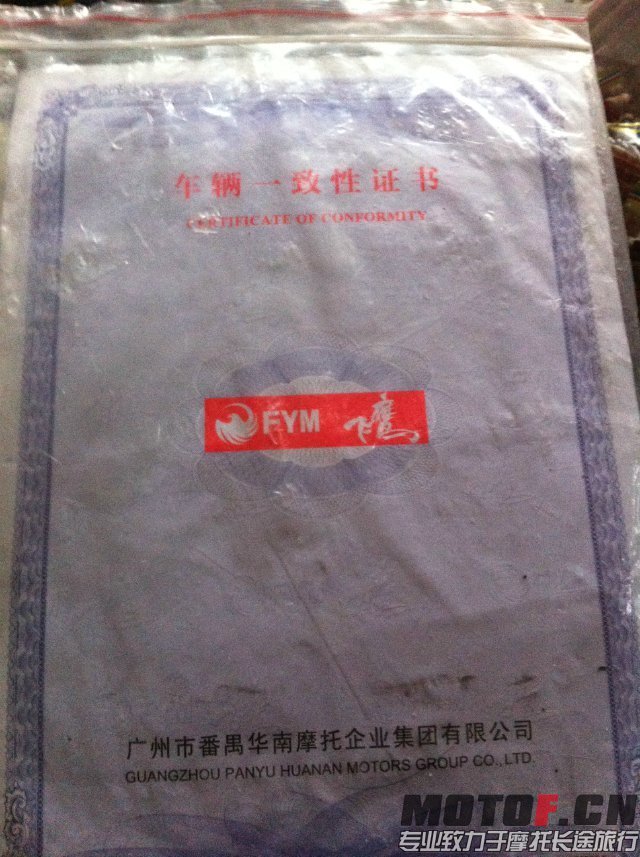 车辆一致性证书
CERTIFICATE OF CONFORMITY
FYM 飞鹰
广州市番禺华南摩托企业集团有限公司
GUANGZHOU PANYU HUANAN MOTORS GROUP CO.,LTD.
MOTOF.CN
专业致力于摩托长途旅行